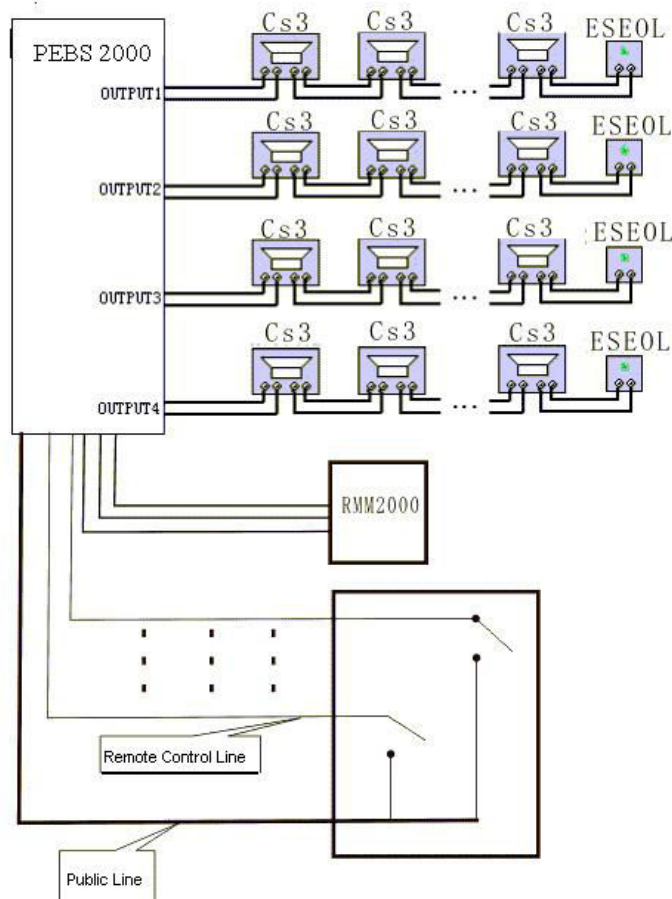 Cs3 Cs3 Cs3 ESEOL
PEBS 2000
OUTPUT1
Cs3 Cs3 Cs3 ESEOL
OUTPUT2
Cs3 Cs3 Cs3 ESEOL
OUTPUT3
Cs3 Cs3 Cs3 ESEOL
OUTPUT4
RMM2000
Remote Control Line
Public Line